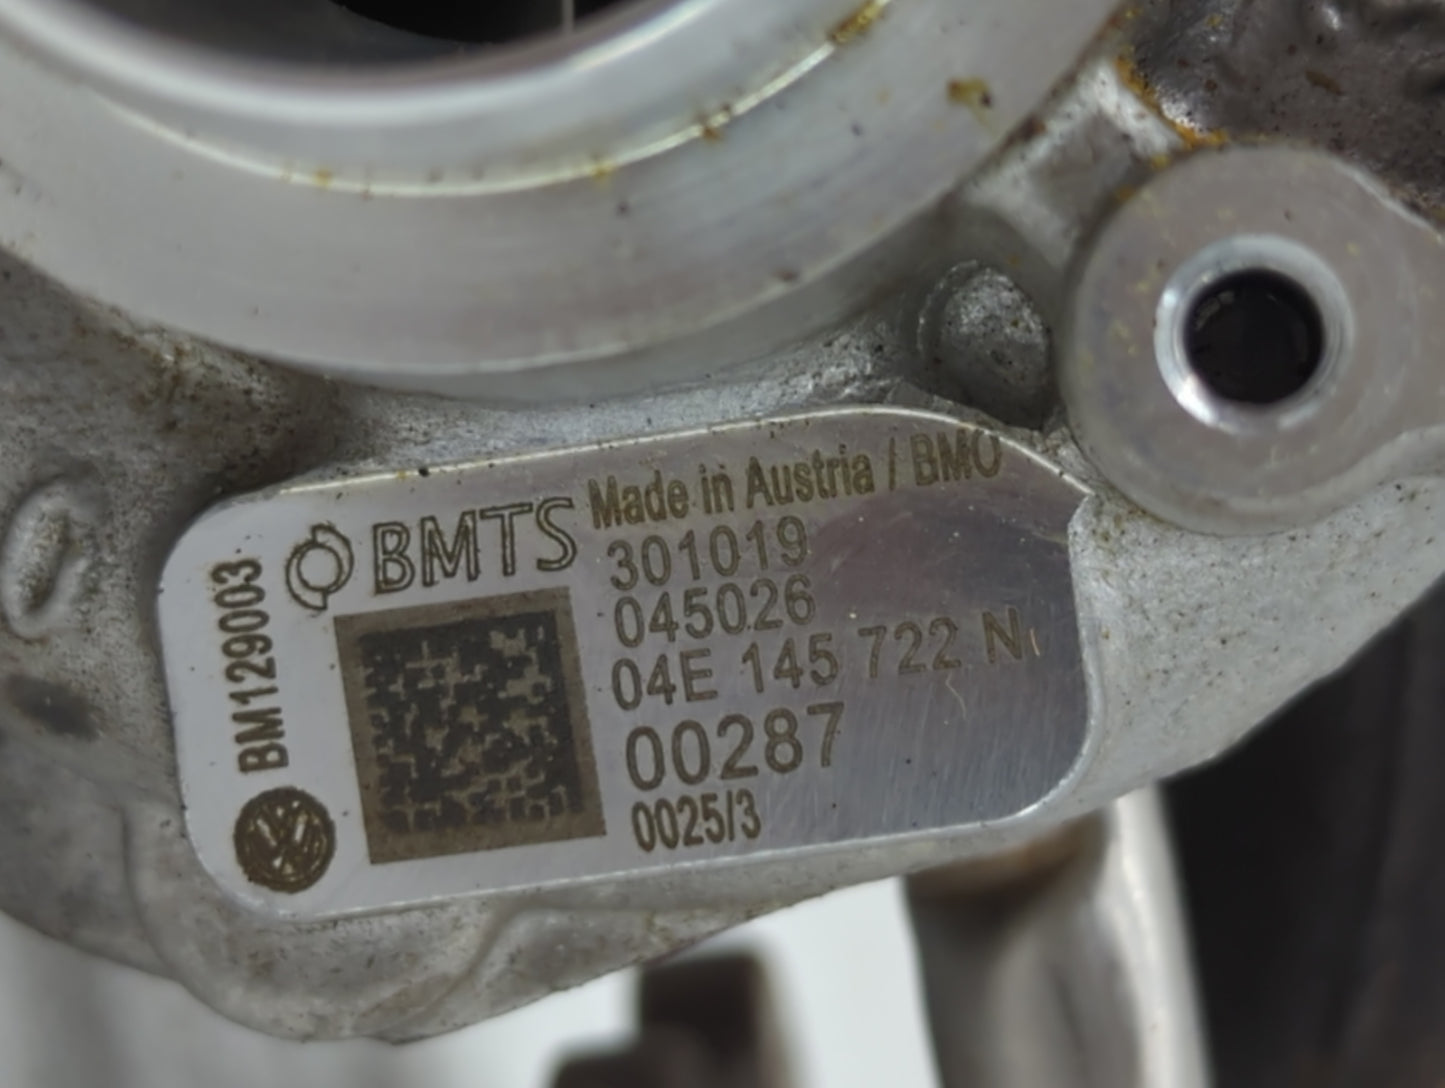 BMTS
Made in Austria / BMO
301019
045026
04E 145 722 N
00287
0025/3
BM129003